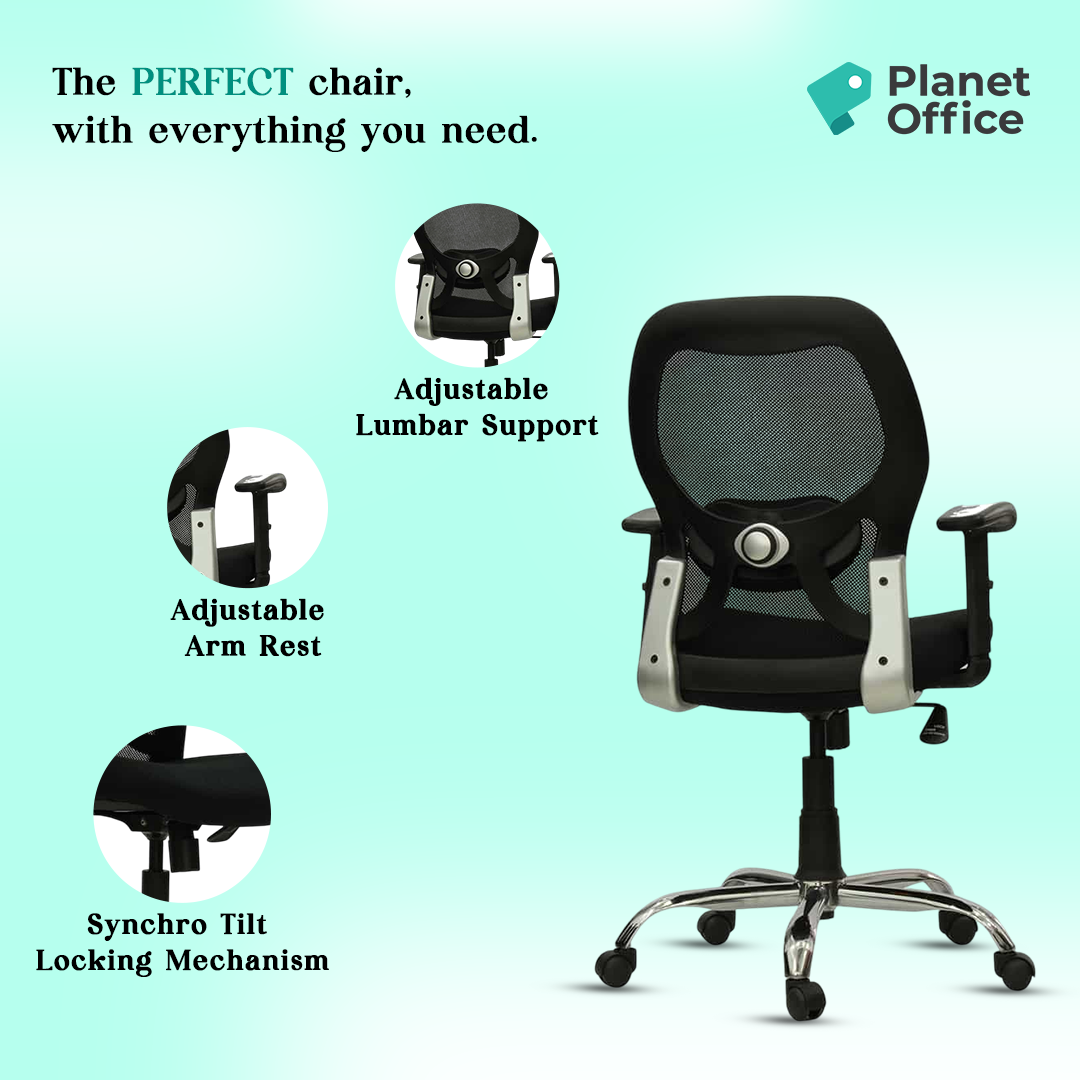 The PERFECT chair,
with everything you need.
Planet
Office
Adjustable
Lumbar Support
Adjustable
Arm Rest
Synchro Tilt
Locking Mechanism